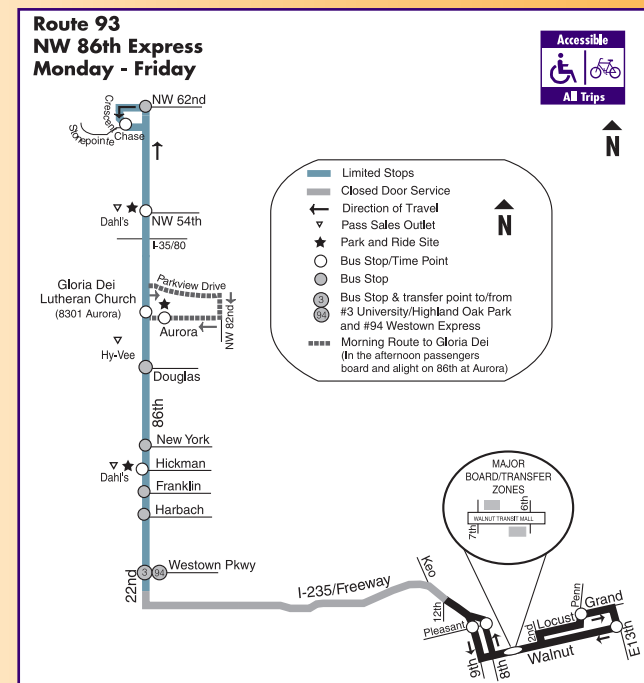 Route 93
NW 86th Express
Monday - Friday
Accessible
All Trips
N
NW 62nd
Crescent
Chase
Stonepointe
Dahl's
NW 54th
I-35/80
Gloria Dei
Lutheran Church
(8301 Aurora)
Parkview Drive
NW 82nd
Aurora
Hy-Vee
Douglas
86th
New York
Hickman
Dahl's
Franklin
Harbach
3
94
Westown Pkwy
22nd
I-235/Freeway
Limited Stops
Closed Door Service
Direction of Travel
Pass Sales Outlet
Park and Ride Site
Bus Stop/Time Point
Bus Stop
3
94
Bus Stop & transfer point to/from
#3 University/Highland Oak Park
and #94 Westown Express
Morning Route to Gloria Dei
(In the afternoon passengers
board and alight on 86th at Aurora)
N
MAJOR
BOARD/TRANSFER
ZONES
7th
WALNUT TRANSIT MALL
6th
Keo
12th
Pleasant
9th
8th
Walnut
2nd
Locust
Penn
Grand
E13th